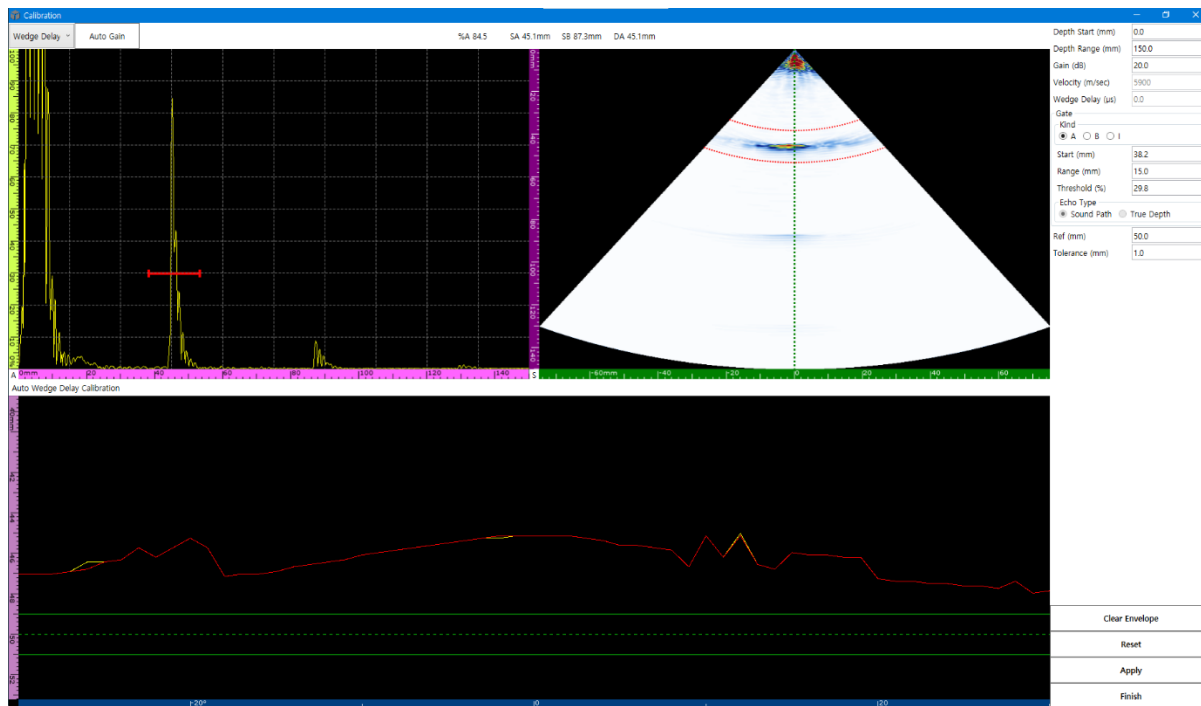 Calibration
Wedge Delay
Auto Gain
%A 84.5 SA 45.1mm SB 87.3mm DA 45.1mm
Depth Start (mm) 0.0
Depth Range (mm) 150.0
Gain (dB) 20.0
Velocity (m/sec) 5900
Wedge Delay (µs) 0.0
Gate
Kind
A B I
Start (mm) 38.2
Range (mm) 15.0
Threshold (%) 29.8
Echo Type
Sound Path True Depth
Ref (mm) 50.0
Tolerance (mm) 1.0
A 0mm 20 40 60 80 100 120 140
S -60mm -20 0 20 40 60
Auto Wedge Delay Calibration
-20° 0 20
Clear Envelope
Reset
Apply
Finish